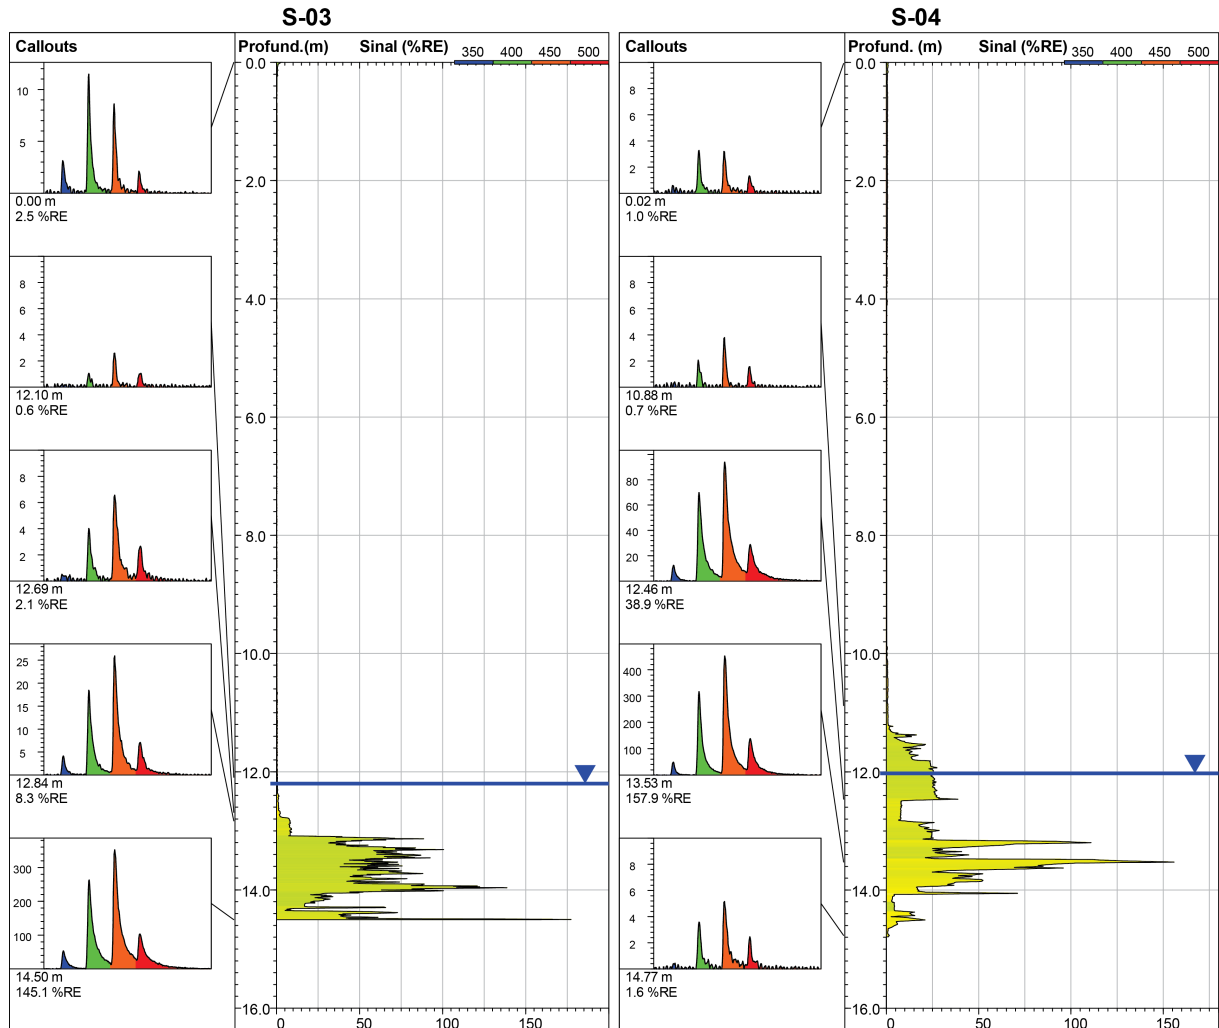 S-03
Callouts
Profund.(m)
Sinal (%RE)
350 400 450 500
10
5
0.00 m
2.5 %RE
8
6
4
2
12.10 m
0.6 %RE
8
6
4
2
12.69 m
2.1 %RE
25
20
15
10
5
12.84 m
8.3 %RE
300
200
100
14.50 m
145.1 %RE
0.0
2.0
4.0
6.0
8.0
10.0
12.0
14.0
16.0
0 50 100 150
S-04
Callouts
Profund. (m)
Sinal (%RE)
350 400 450 500
8
6
4
2
0.02 m
1.0 %RE
8
6
4
2
10.88 m
0.7 %RE
80
60
40
20
12.46 m
38.9 %RE
400
300
200
100
13.53 m
157.9 %RE
8
6
4
2
14.77 m
1.6 %RE
0.0
2.0
4.0
6.0
8.0
10.0
12.0
14.0
16.0
0 50 100 150